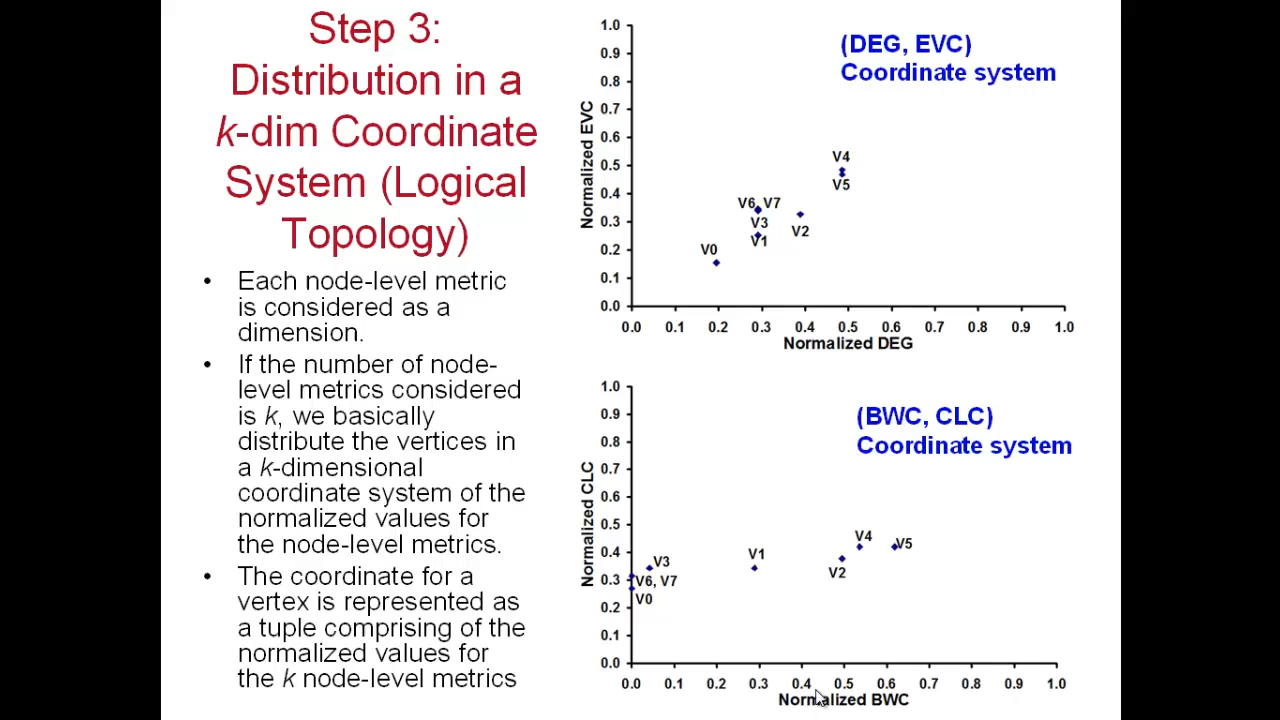 Step 3:
Distribution in a
k-dim Coordinate
System (Logical
Topology)
• Each node-level metric
is considered as a
dimension.
• If the number of node-
level metrics considered
is k, we basically
distribute the vertices in
a k-dimensional
coordinate system of the
normalized values for
the node-level metrics.
• The coordinate for a
vertex is represented as
a tuple comprising of the
normalized values for
the k node-level metrics
(DEG, EVC)
Coordinate system
Normalized EVC
1.0
0.9
0.8
0.7
0.6
0.5
0.4
0.3
0.2
0.1
0.0
V4
V5
V6, V7
V3
V1
V2
V0
0.0 0.1 0.2 0.3 0.4 0.5 0.6 0.7 0.8 0.9 1.0
Normalized DEG
(BWC, CLC)
Coordinate system
Normalized CLC
1.0
0.9
0.8
0.7
0.6
0.5
0.4
0.3
0.2
0.1
0.0
V4
V5
V1
V2
V3
V6, V7
V0
0.0 0.1 0.2 0.3 0.4 0.5 0.6 0.7 0.8 0.9 1.0
Normalized BWC